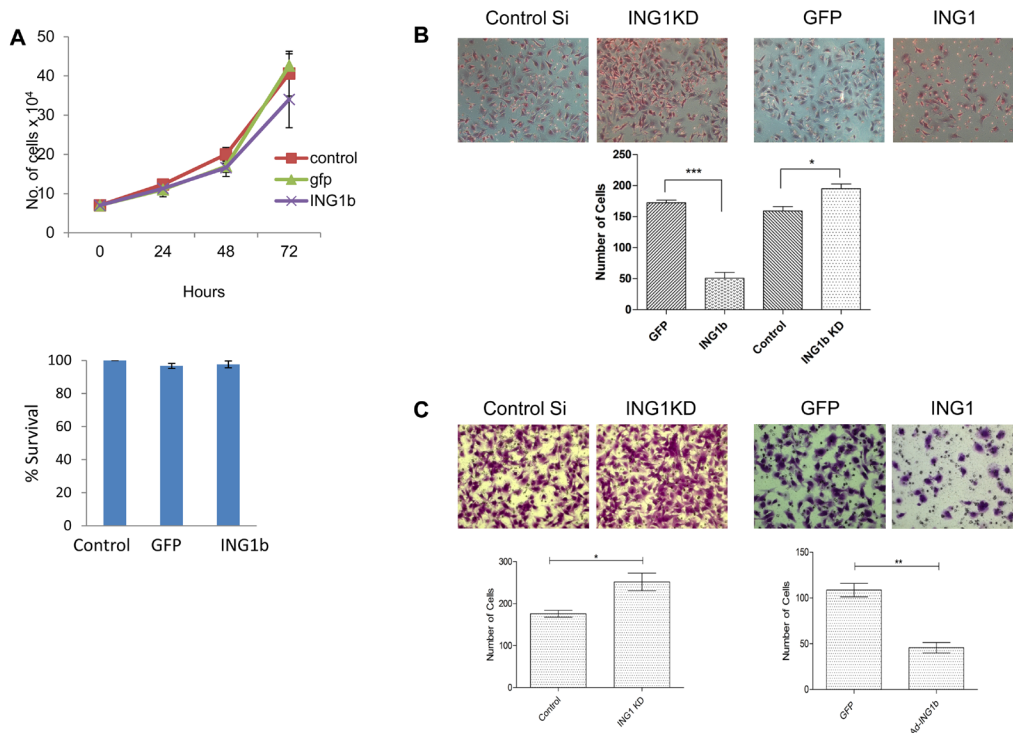 A
50
40
30
20
10
0
No. of cells x 10⁴
control
gfp
ING1b
0 24 48 72
Hours
100
80
60
40
20
0
% Survival
Control GFP ING1b
B
Control Si ING1KD GFP ING1
250
200
150
100
50
0
Number of Cells
***
*
GFP ING1b Control ING1b KD
C
Control Si ING1KD GFP ING1
300
200
100
0
Number of Cells
*
Control ING1 KD
150
100
50
0
Number of Cells
**
GFP Ad-ING1b